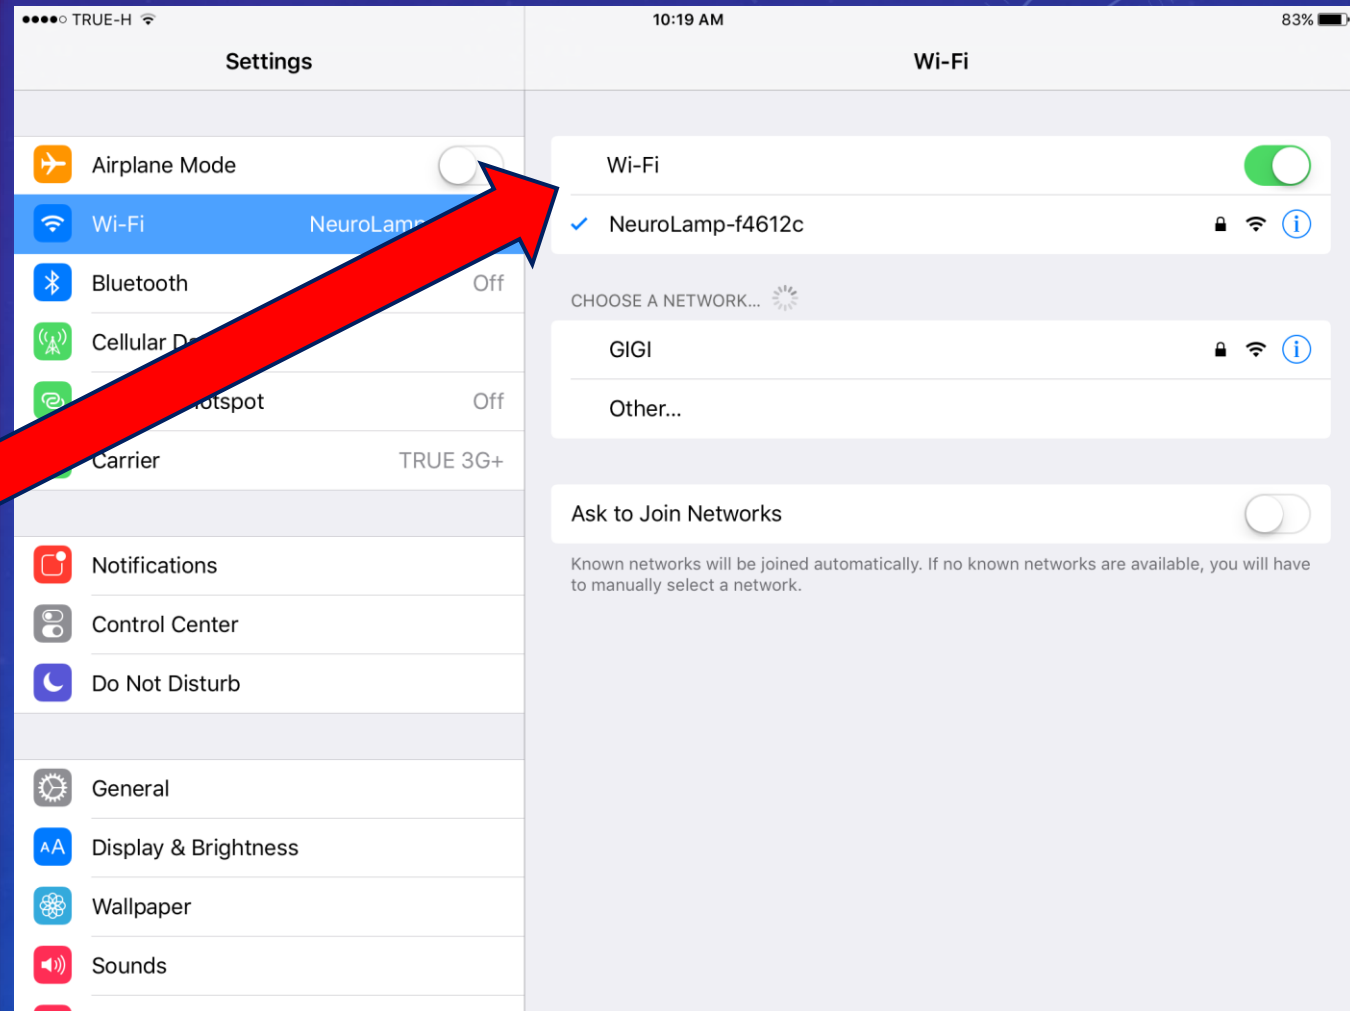 TRUE-H
10:19 AM
83%
Settings
Wi-Fi
Airplane Mode
Wi-Fi
Bluetooth Off
Cellular
Off
Carrier TRUE 3G+
Notifications
Control Center
Do Not Disturb
General
AA Display & Brightness
Wallpaper
Sounds
Wi-Fi
NeuroLamp-f4612c
CHOOSE A NETWORK...
GIGI
Other...
Ask to Join Networks
Known networks will be joined automatically. If no known networks are available, you will have
to manually select a network.